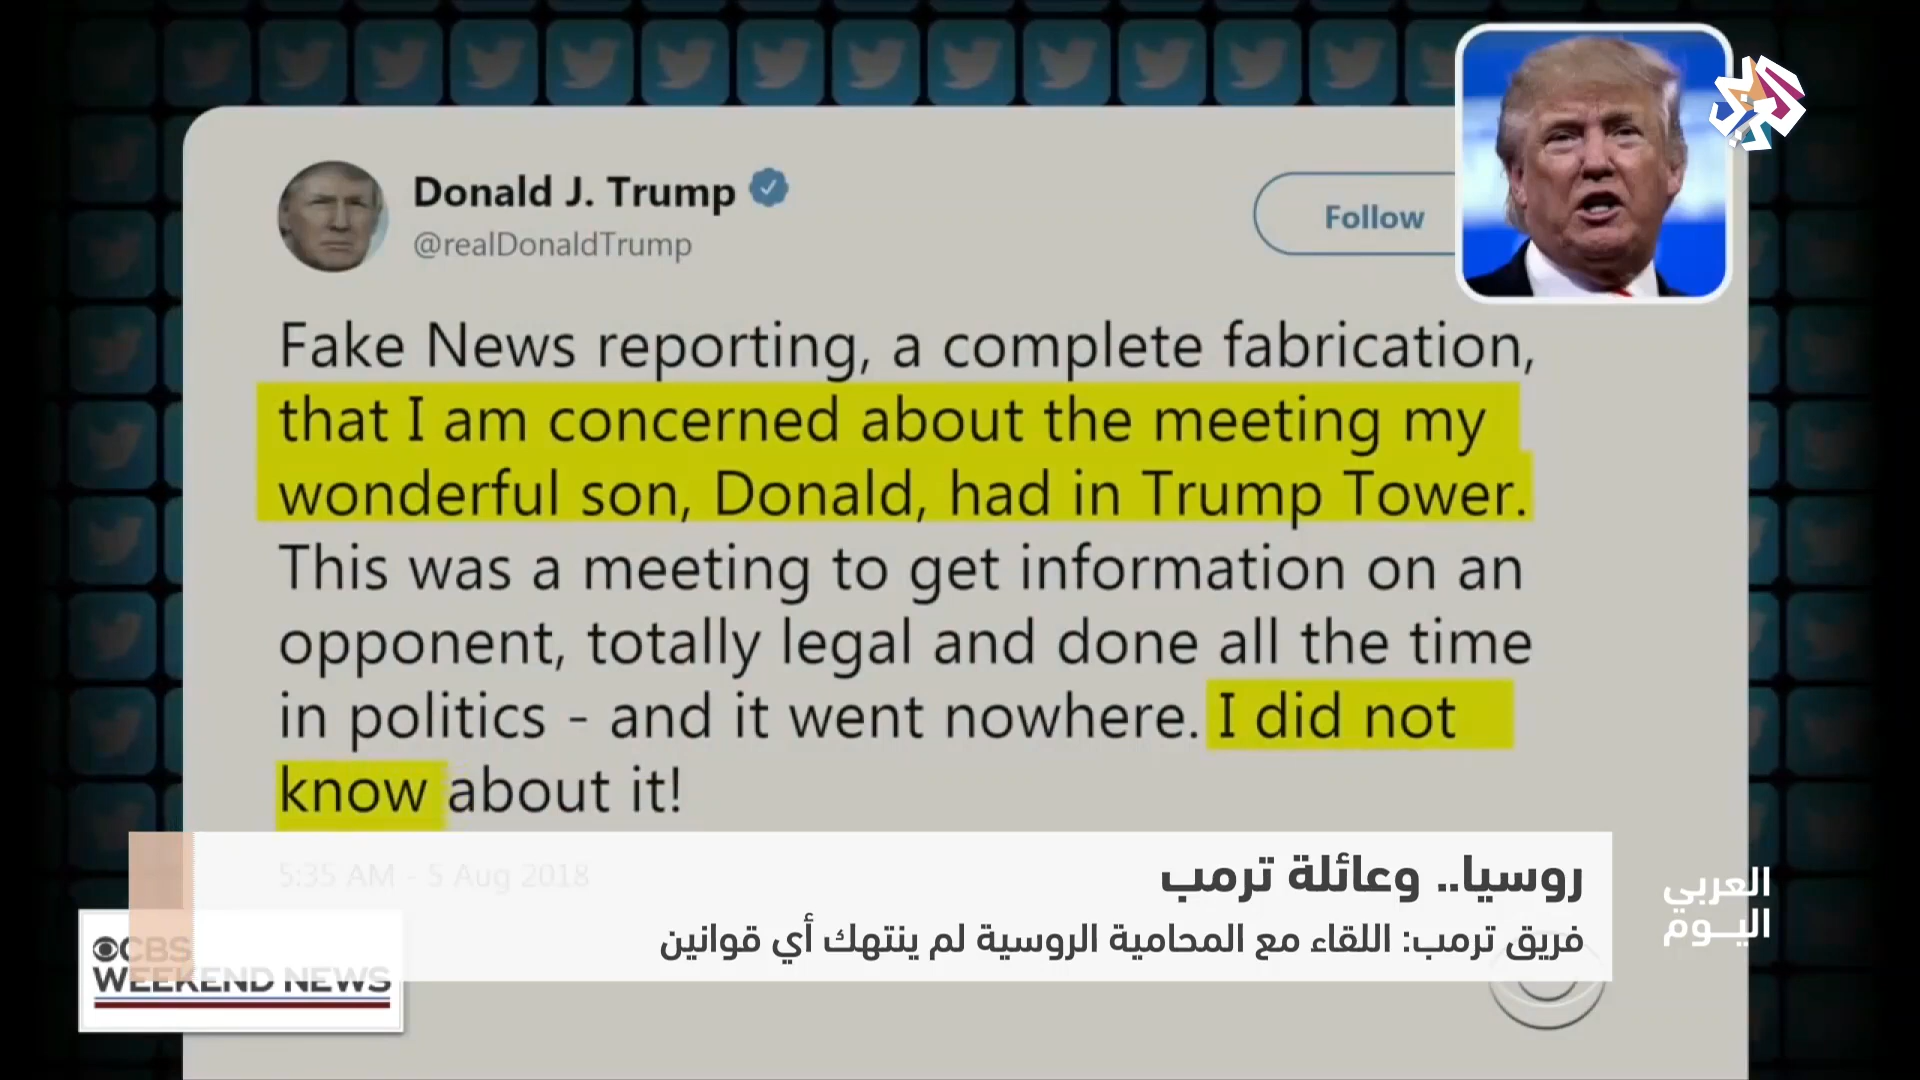 Donald J. Trump
@realDonaldTrump
Follow
Fake News reporting, a complete fabrication,
that I am concerned about the meeting my
wonderful son, Donald, had in Trump Tower.
This was a meeting to get information on an
opponent, totally legal and done all the time
in politics - and it went nowhere. I did not
know about it!
5:35 AM - 5 Aug 2018
روسيا.. وعائلة ترمب
فريق ترمب: اللقاء مع المحامية الروسية لم ينتهك أي قوانين
العربي
اليوم
CBS
WEEKEND NEWS